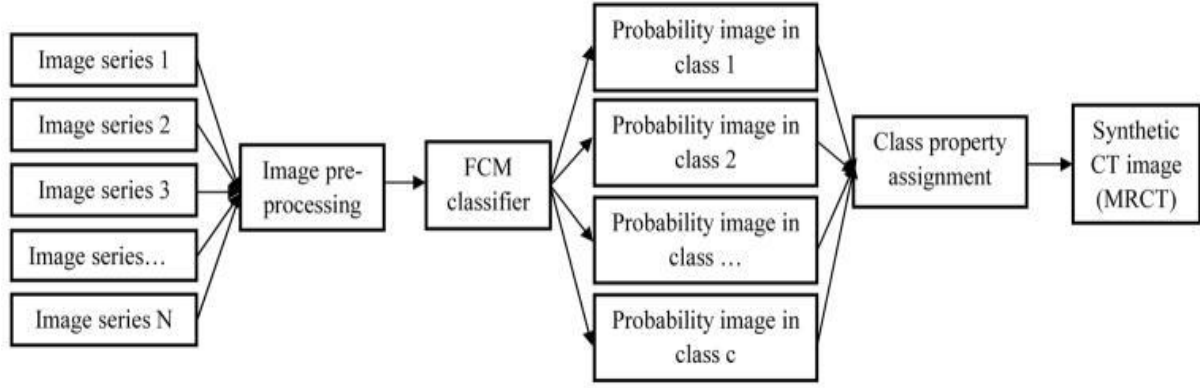 Image series 1
Image series 2
Image series 3
Image series…
Image series N
Image pre-
processing
FCM
classifier
Probability image in
class 1
Probability image in
class 2
Probability image in
class …
Probability image in
class c
Class property
assignment
Synthetic
CT image
(MRCT)